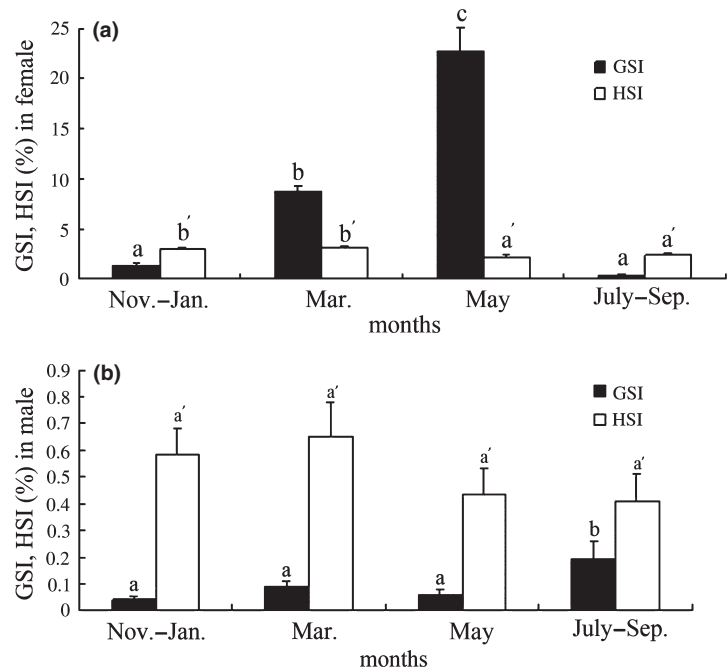 (a)
GSI, HSI (%) in female
25
20
15
10
5
0
a
b′
b
b′
c
a′
a
a′
GSI
HSI
Nov.–Jan.
Mar.
May
July–Sep.
months
(b)
GSI, HSI (%) in male
0.9
0.8
0.7
0.6
0.5
0.4
0.3
0.2
0.1
0
a
a′
a
a′
a
a′
b
a′
GSI
HSI
Nov.–Jan.
Mar.
May
July–Sep.
months